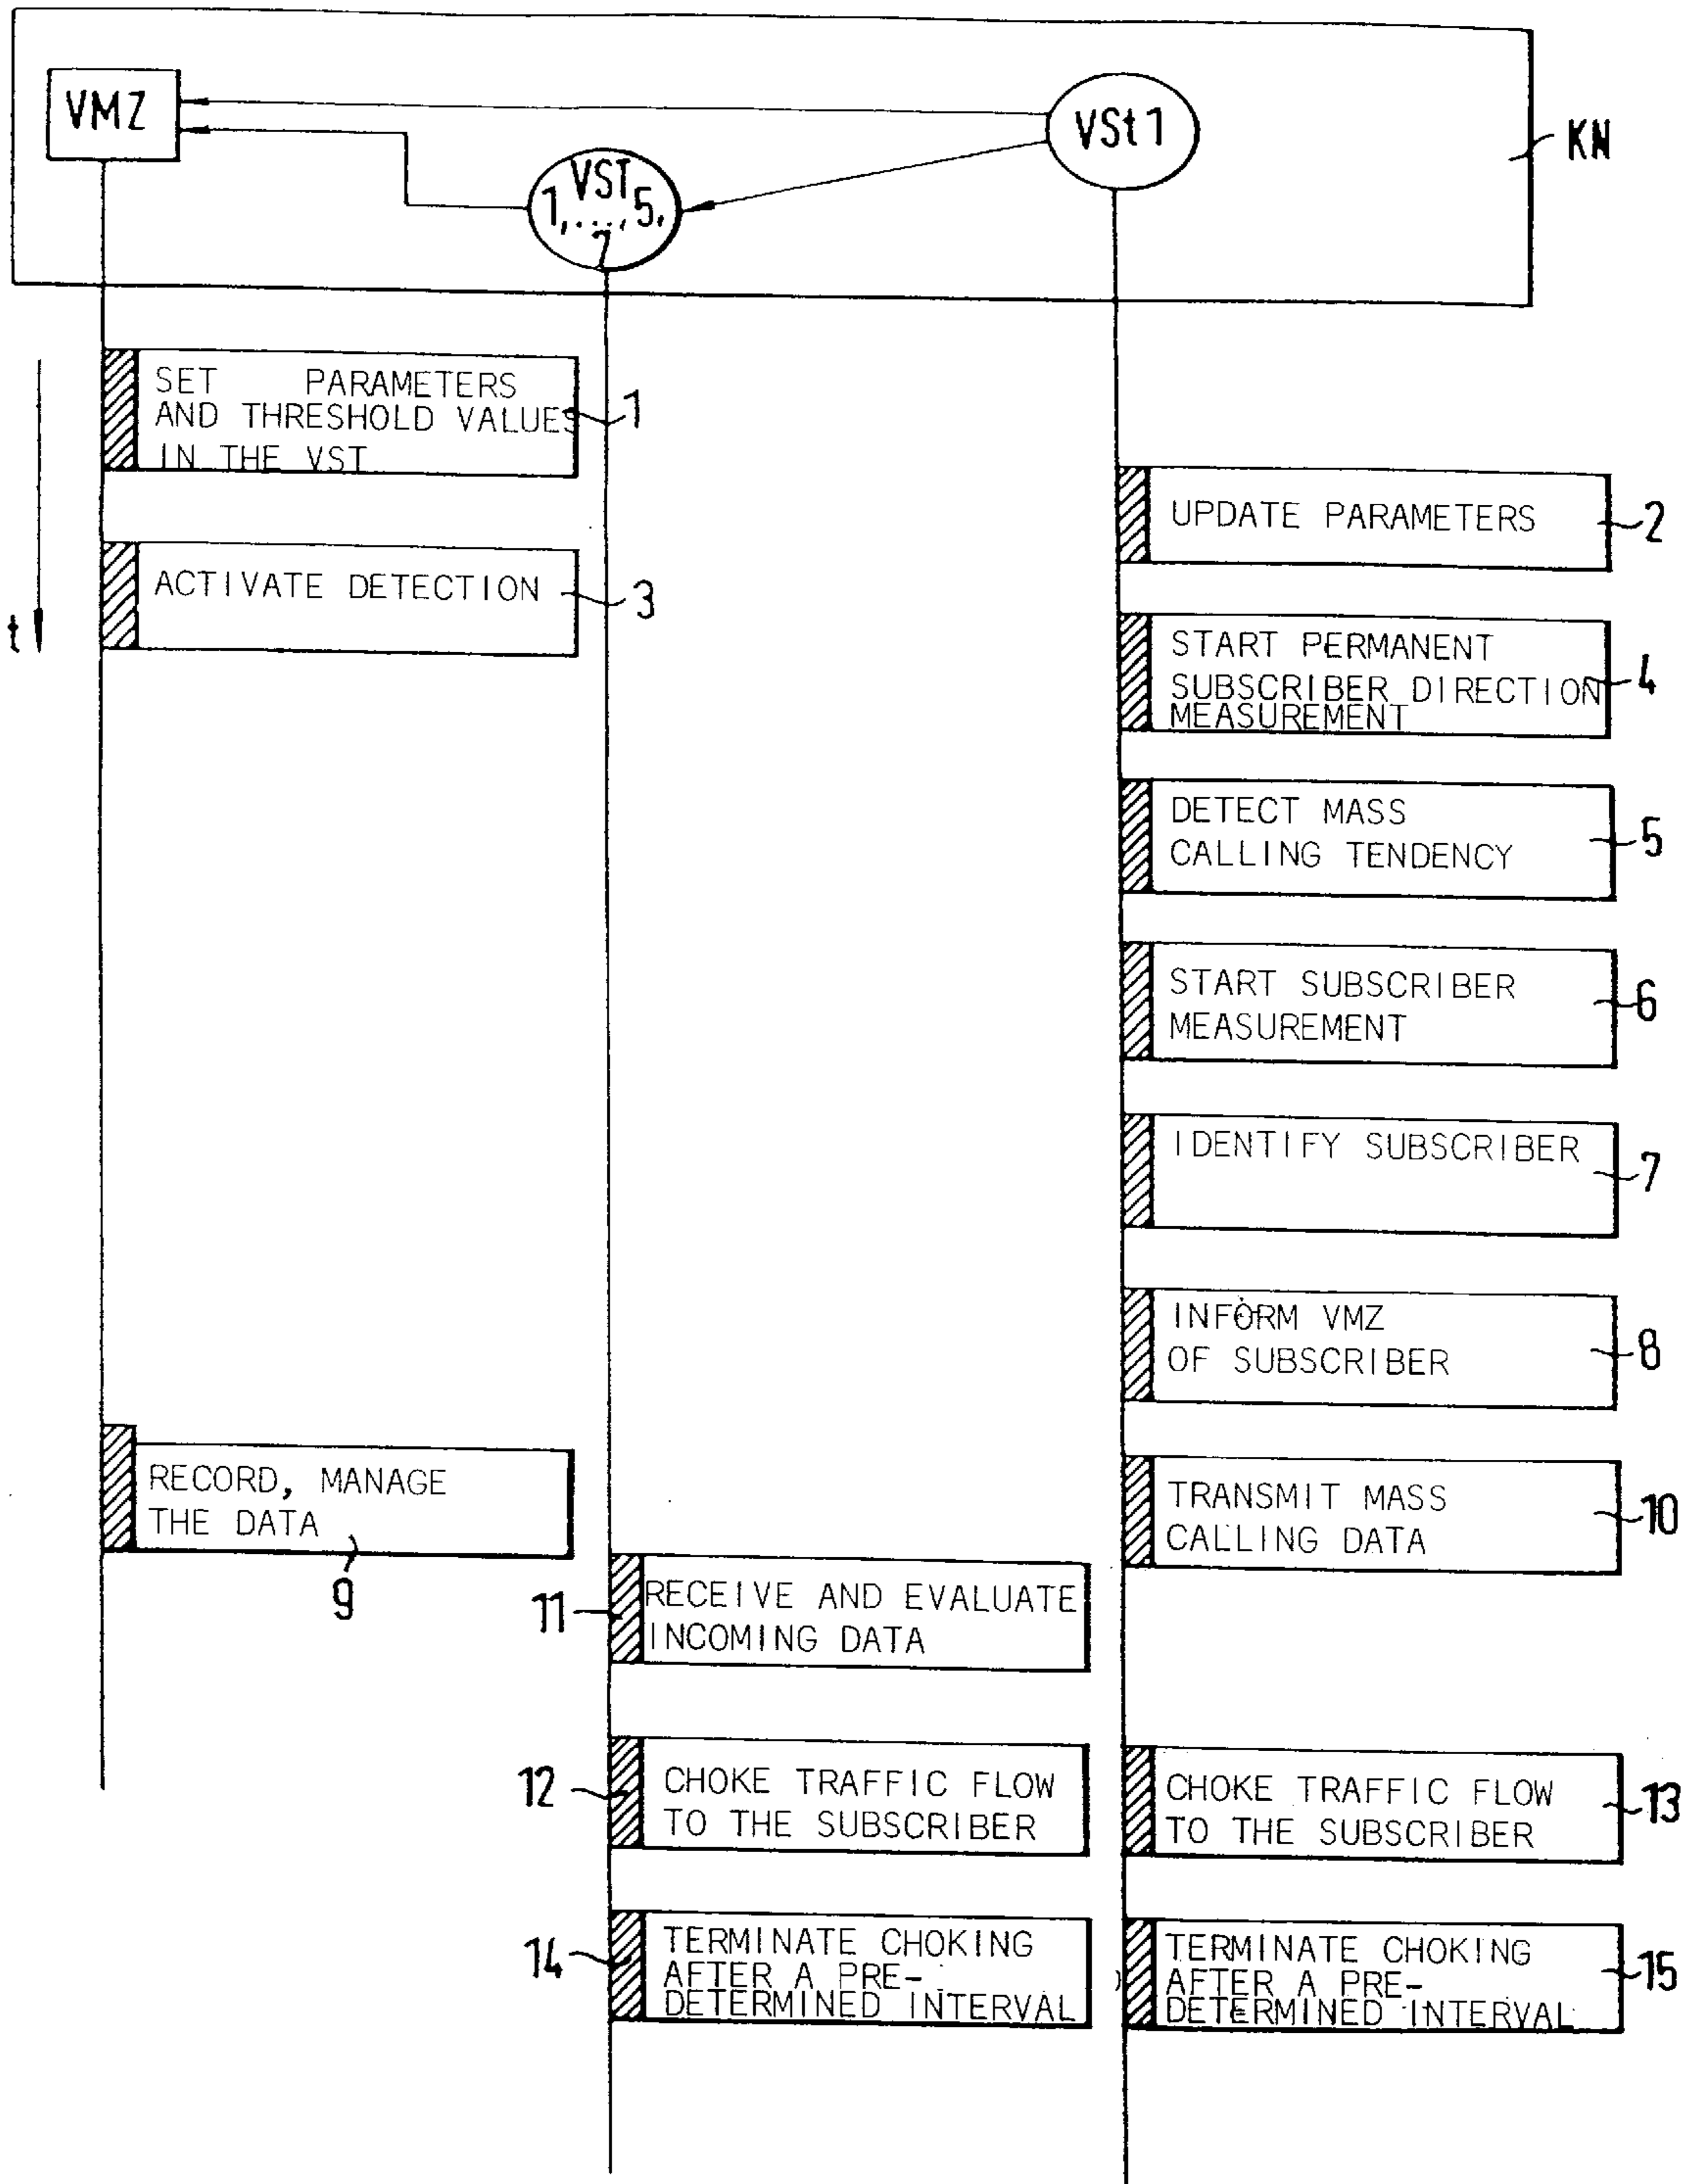 VMZ
VSt 1
KN
VST
1,...,5,
7
SET PARAMETERS
AND THRESHOLD VALUES
IN THE VST
1
UPDATE PARAMETERS
2
ACTIVATE DETECTION
3
t
START PERMANENT
SUBSCRIBER DIRECTION
MEASUREMENT
4
DETECT MASS
CALLING TENDENCY
5
START SUBSCRIBER
MEASUREMENT
6
IDENTIFY SUBSCRIBER
7
INFORM VMZ
OF SUBSCRIBER
8
RECORD, MANAGE
THE DATA
9
TRANSMIT MASS
CALLING DATA
10
11
RECEIVE AND EVALUATE
INCOMING DATA
12
CHOKE TRAFFIC FLOW
TO THE SUBSCRIBER
CHOKE TRAFFIC FLOW
TO THE SUBSCRIBER
13
14
TERMINATE CHOKING
AFTER A PRE-
DETERMINED INTERVAL
TERMINATE CHOKING
AFTER A PRE-
DETERMINED INTERVAL
15